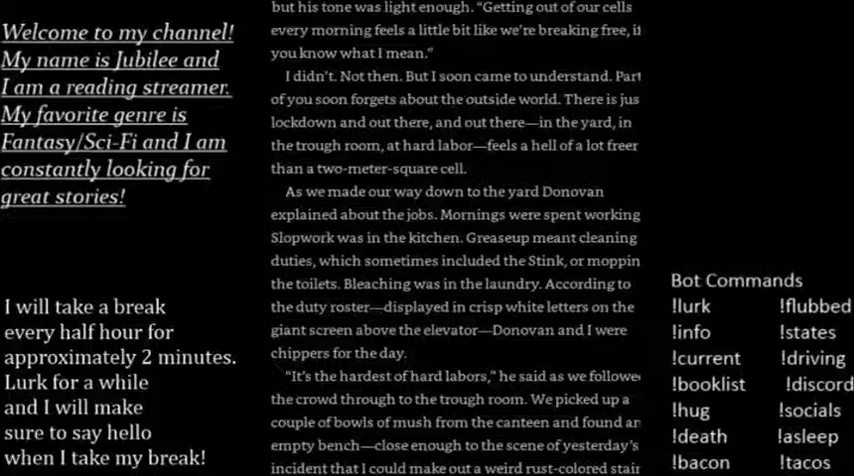 Welcome to my channel!
My name is Jubilee and
I am a reading streamer.
My favorite genre is
Fantasy/Sci-Fi and I am
constantly looking for
great stories!
I will take a break
every half hour for
approximately 2 minutes.
Lurk for a while
and I will make
sure to say hello
when I take my break!
but his tone was light enough. “Getting out of our cells
every morning feels a little bit like we’re breaking free, if
you know what I mean.”
I didn’t. Not then. But I soon came to understand. Part
of you soon forgets about the outside world. There is jus
lockdown and out there, and out there—in the yard, in
the trough room, at hard labor—feels a hell of a lot freer
than a two-meter-square cell.
As we made our way down to the yard Donovan
explained about the jobs. Mornings were spent working
Slopwork was in the kitchen. Greaseup meant cleaning
duties, which sometimes included the Stink, or moppin
the toilets. Bleaching was in the laundry. According to
the duty roster—displayed in crisp white letters on the
giant screen above the elevator—Donovan and I were
chippers for the day.
“It’s the hardest of hard labors,” he said as we followe
the crowd through to the trough room. We picked up a
couple of bowls of mush from the canteen and found an
empty bench—close enough to the scene of yesterday’s
incident that I could make out a weird rust-colored stain
Bot Commands
!lurk !flubbed
!info !states
!current !driving
!booklist !discord
!hug !socials
!death !asleep
!bacon !tacos